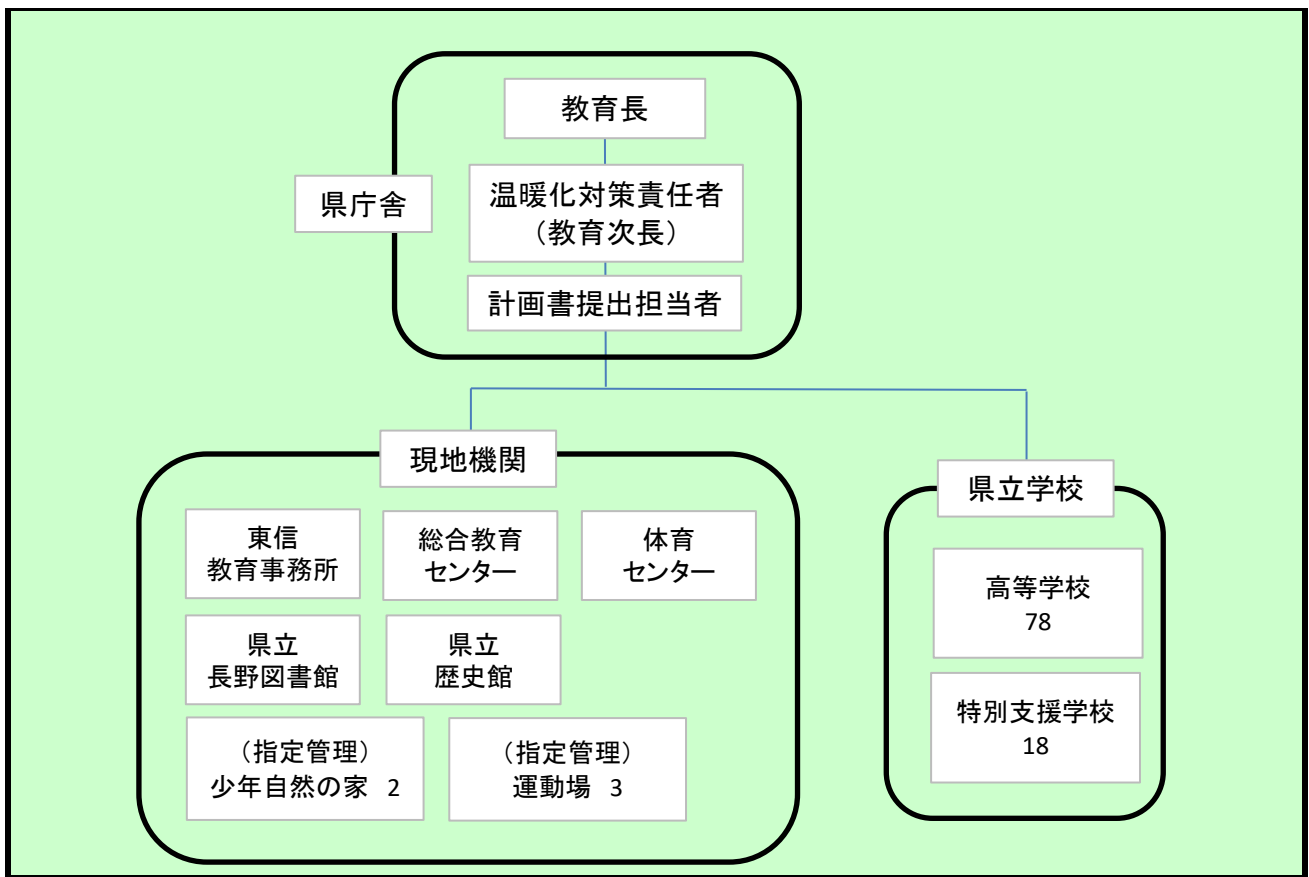 教育長
県庁舎
温暖化対策責任者
（教育次長）
計画書提出担当者
現地機関
東信
教育事務所
総合教育
センター
体育
センター
県立
長野図書館
県立
歴史館
（指定管理）
少年自然の家 2
（指定管理）
運動場 3
県立学校
高等学校
78
特別支援学校
18